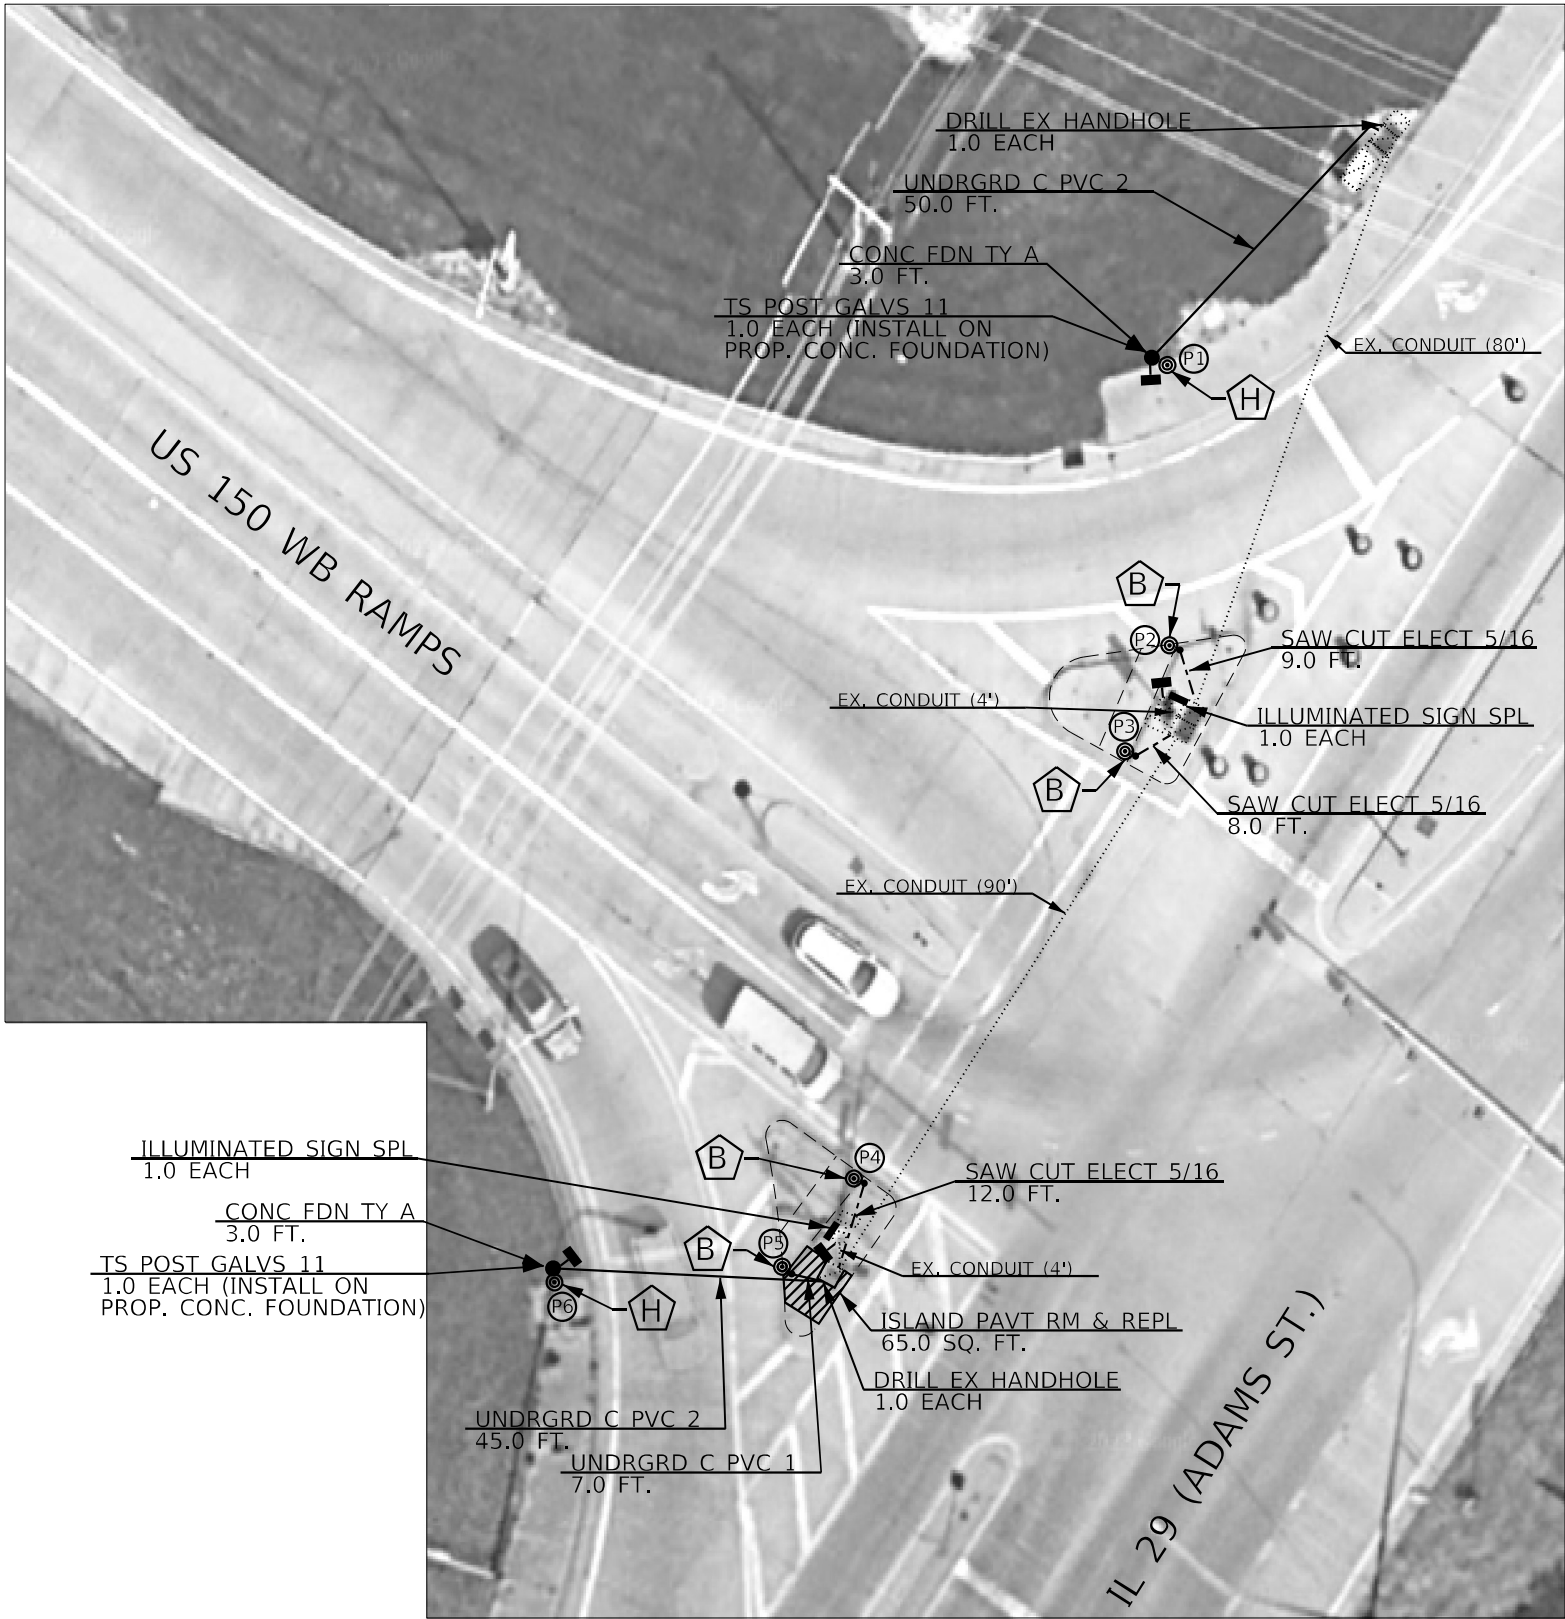 DRILL EX HANDHOLE
1.0 EACH
UNDRGRD C PVC 2
50.0 FT.
CONC FDN TY A
3.0 FT.
TS POST GALVS 11
1.0 EACH (INSTALL ON
PROP. CONC. FOUNDATION)
EX. CONDUIT (80')
P1
H
US 150 WB RAMPS
B
P2
SAW CUT ELECT 5/16
9.0 FT.
EX. CONDUIT (4')
ILLUMINATED SIGN SPL
1.0 EACH
P3
B
SAW CUT ELECT 5/16
8.0 FT.
EX. CONDUIT (90')
ILLUMINATED SIGN SPL
1.0 EACH
B
P4
SAW CUT ELECT 5/16
12.0 FT.
CONC FDN TY A
3.0 FT.
B
P5
TS POST GALVS 11
1.0 EACH (INSTALL ON
PROP. CONC. FOUNDATION)
EX. CONDUIT (4')
P6
H
ISLAND PAVT RM & REPL
65.0 SQ. FT.
DRILL EX HANDHOLE
1.0 EACH
UNDRGRD C PVC 2
45.0 FT.
UNDRGRD C PVC 1
7.0 FT.
IL 29 (ADAMS ST.)